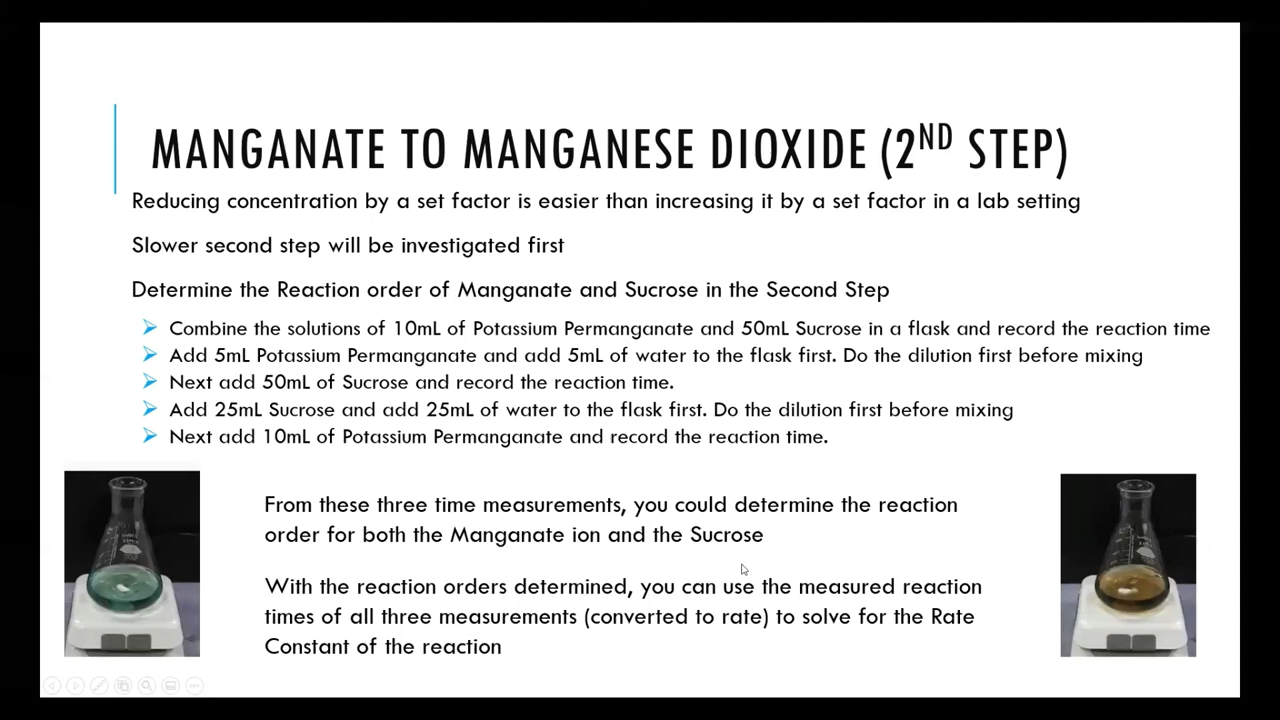 MANGANATE TO MANGANESE DIOXIDE (2ND STEP)
Reducing concentration by a set factor is easier than increasing it by a set factor in a lab setting
Slower second step will be investigated first
Determine the Reaction order of Manganate and Sucrose in the Second Step
Combine the solutions of 10mL of Potassium Permanganate and 50mL Sucrose in a flask and record the reaction time
Add 5mL Potassium Permanganate and add 5mL of water to the flask first. Do the dilution first before mixing
Next add 50mL of Sucrose and record the reaction time.
Add 25mL Sucrose and add 25mL of water to the flask first. Do the dilution first before mixing
Next add 10mL of Potassium Permanganate and record the reaction time.
From these three time measurements, you could determine the reaction
order for both the Manganate ion and the Sucrose
With the reaction orders determined, you can use the measured reaction
times of all three measurements (converted to rate) to solve for the Rate
Constant of the reaction